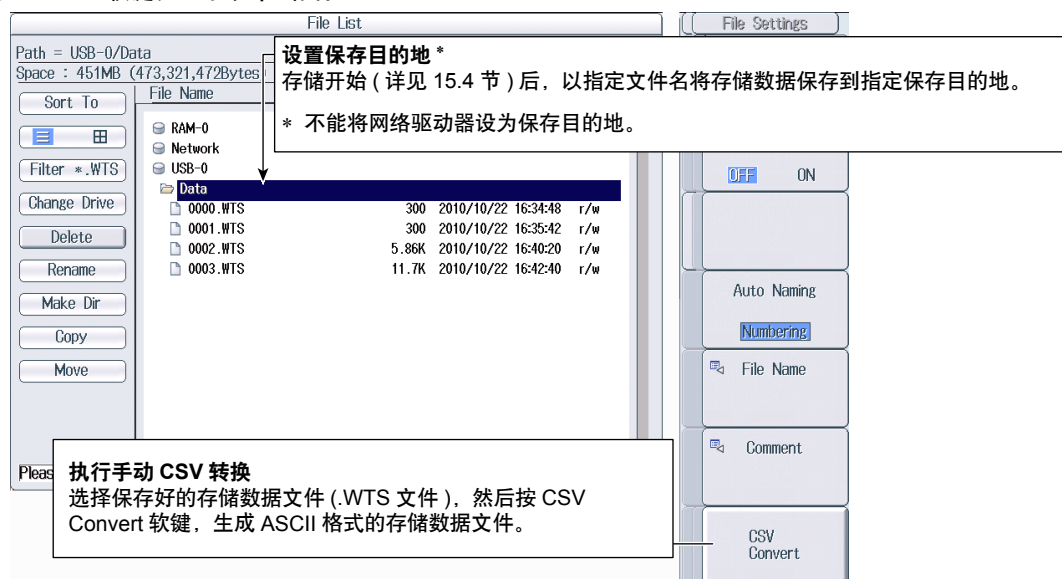 File List
File Settings
Path = USB-0/Data
Space : 451MB (473,321,472Bytes
设置保存目的地 *
存储开始 ( 详见 15.4 节 ) 后，以指定文件名将存储数据保存到指定保存目的地。
* 不能将网络驱动器设为保存目的地。
Sort To
File Name
RAM-0
Network
Filter *.WTS
USB-0
OFF ON
Data
Change Drive
0000.WTS 300 2010/10/22 16:34:48 r/w
0001.WTS 300 2010/10/22 16:35:42 r/w
Delete
0002.WTS 5.86K 2010/10/22 16:40:20 r/w
Rename
0003.WTS 11.7K 2010/10/22 16:42:40 r/w
Make Dir
Auto Naming
Copy
Numbering
Move
File Name
Comment
Pleas
执行手动 CSV 转换
选择保存好的存储数据文件 (.WTS 文件 )，然后按 CSV
Convert 软键，生成 ASCII 格式的存储数据文件。
CSV
Convert